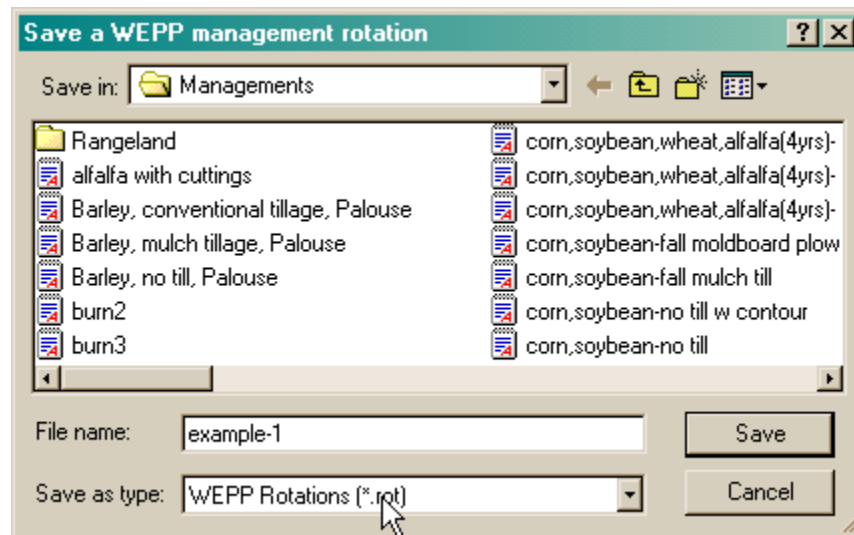 Save a WEPP management rotation
Save in: Managements
Rangeland
alfalfa with cuttings
Barley, conventional tillage, Palouse
Barley, mulch tillage, Palouse
Barley, no till, Palouse
burn2
burn3
corn,soybean,wheat,alfalfa(4yrs)-
corn,soybean,wheat,alfalfa(4yrs)-
corn,soybean,wheat,alfalfa(4yrs)-
corn,soybean-fall moldboard plow
corn,soybean-fall mulch till
corn,soybean-no till w contour
corn,soybean-no till
File name: example-1 Save
Save as type: WEPP Rotations (*.rot) Cancel